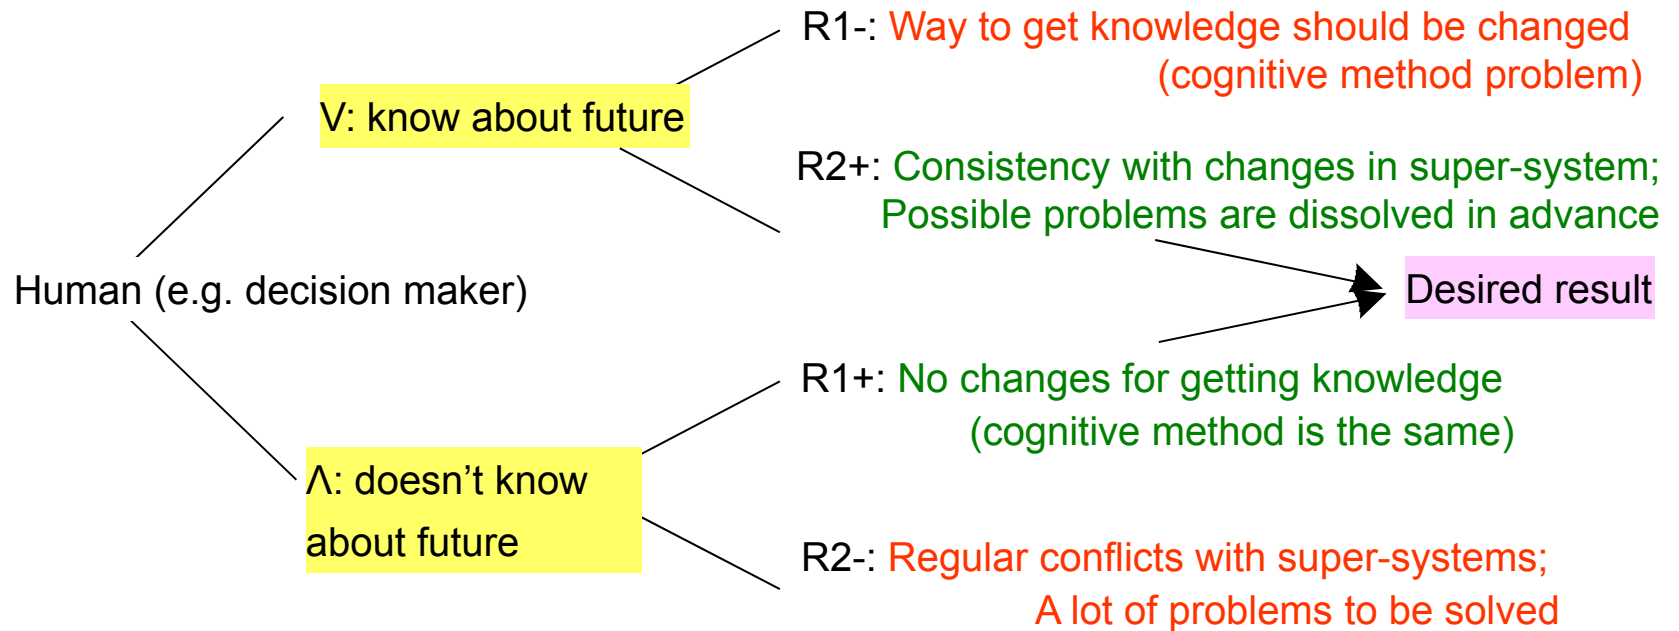 R1-: Way to get knowledge should be changed
(cognitive method problem)
V: know about future
R2+: Consistency with changes in super-system;
Possible problems are dissolved in advance
Human (e.g. decision maker)
Desired result
R1+: No changes for getting knowledge
(cognitive method is the same)
Λ: doesn’t know
about future
R2-: Regular conflicts with super-systems;
A lot of problems to be solved